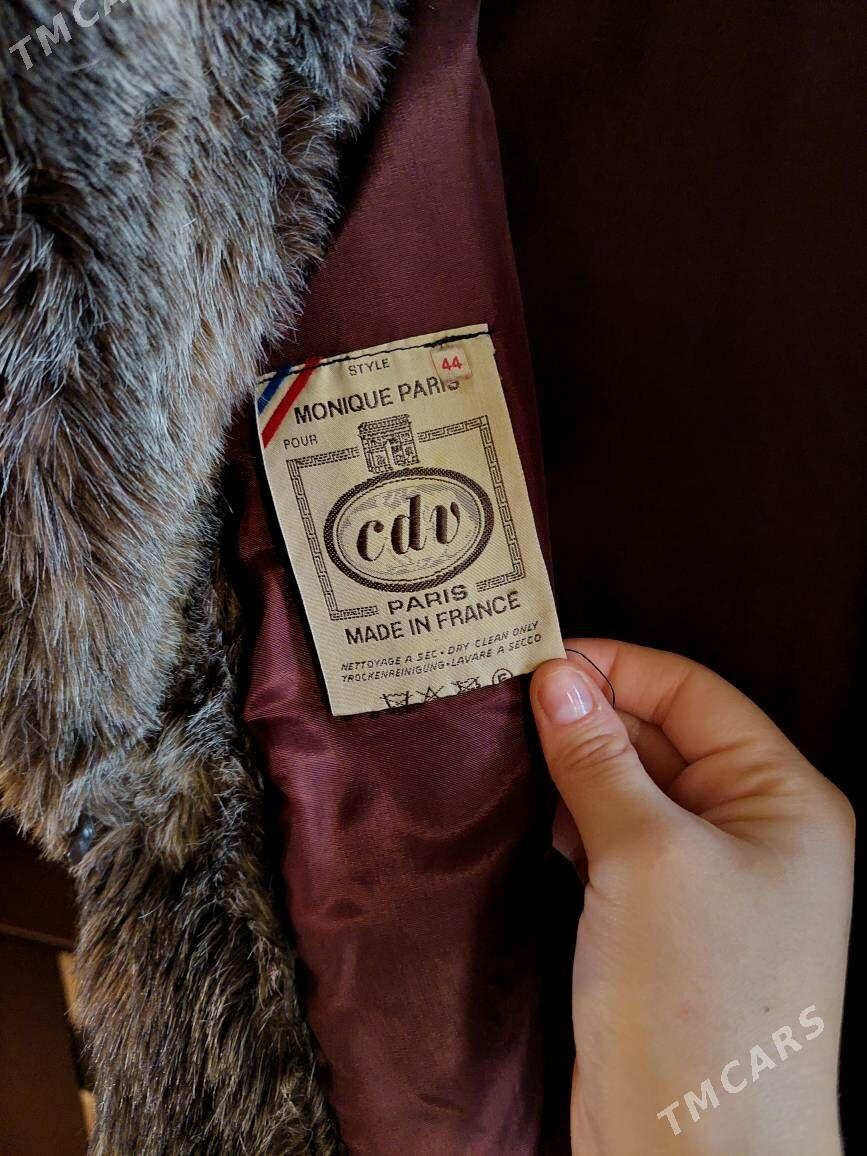 TMCARS
STYLE
44
MONIQUE PARIS
POUR
cdv
PARIS
MADE IN FRANCE
NETTOYAGE A SEC • DRY CLEAN ONLY
TROCKENREINIGUNG • LAVARE A SECCO
P
TMCARS